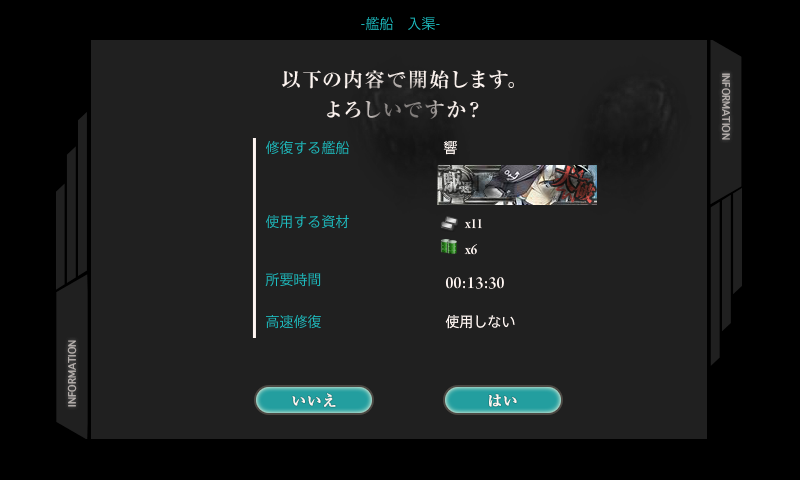 -艦船　入渠-
以下の内容で開始します。
よろしいですか？
INFORMATION
修復する艦船
響
大破
使用する資材
x11
x6
所要時間
00:13:30
高速修復
使用しない
INFORMATION
いいえ
はい